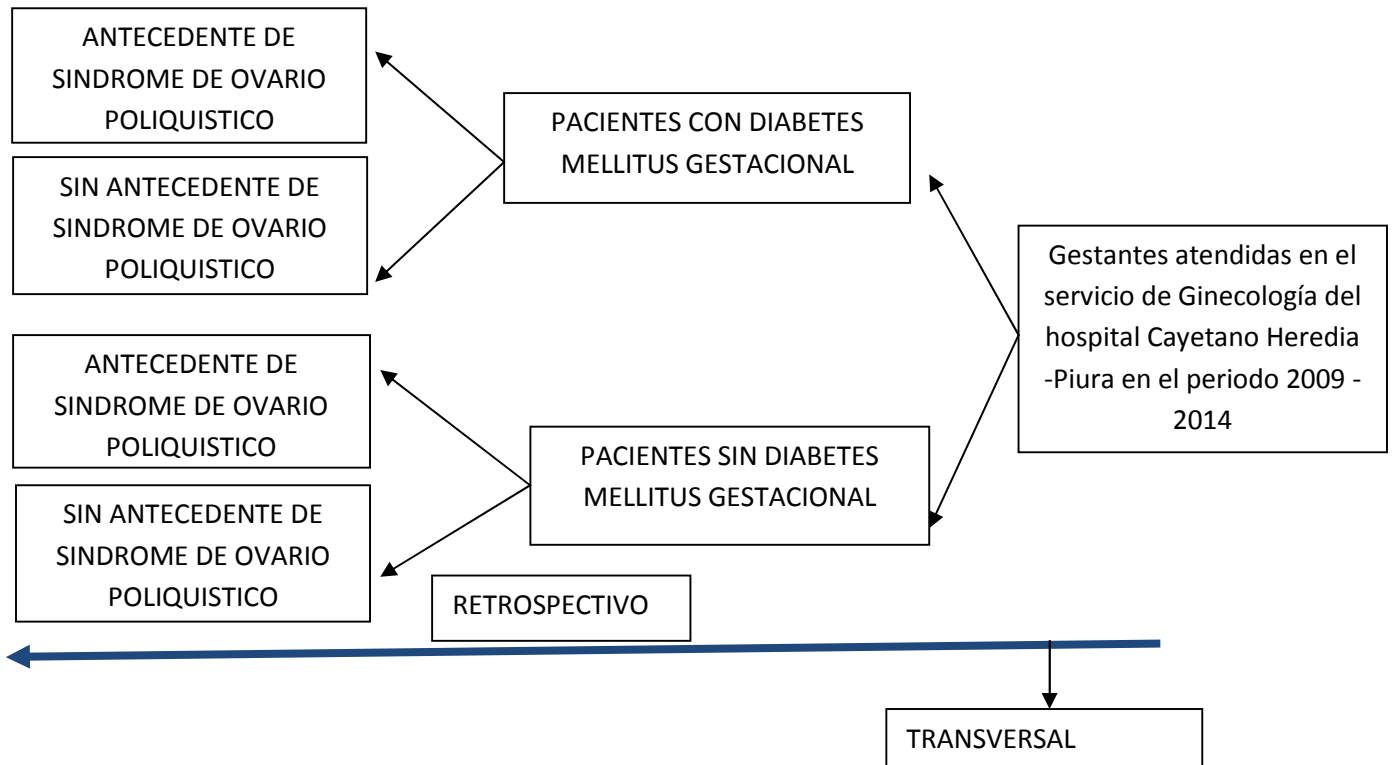 ANTECEDENTE DE
SINDROME DE OVARIO
POLIQUISTICO
SIN ANTECEDENTE DE
SINDROME DE OVARIO
POLIQUISTICO
PACIENTES CON DIABETES
MELLITUS GESTACIONAL
Gestantes atendidas en el
servicio de Ginecología del
hospital Cayetano Heredia
-Piura en el periodo 2009 -
2014
ANTECEDENTE DE
SINDROME DE OVARIO
POLIQUISTICO
SIN ANTECEDENTE DE
SINDROME DE OVARIO
POLIQUISTICO
PACIENTES SIN DIABETES
MELLITUS GESTACIONAL
RETROSPECTIVO
TRANSVERSAL